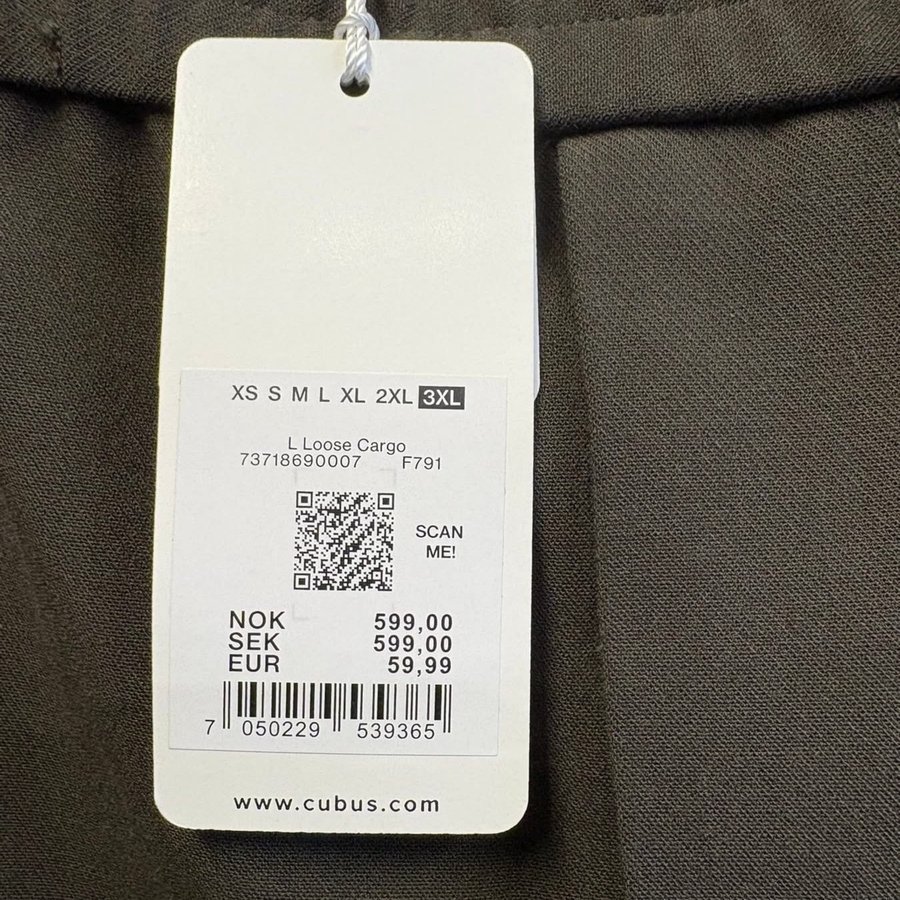 XS S M L XL 2XL 3XL
L Loose Cargo
73718690007 F791
SCAN
ME!
NOK 599,00
SEK 599,00
EUR 59,99
7 050229 539365
www.cubus.com